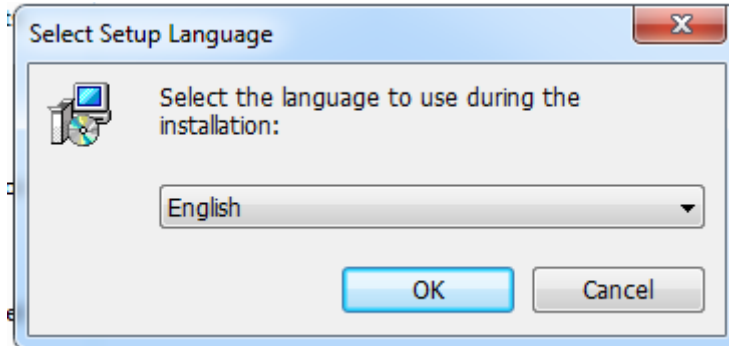 Select Setup Language
Select the language to use during the
installation:
English
OK
Cancel